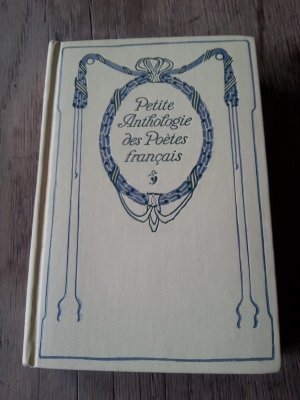 Petite
Anthologie
des Poètes
français